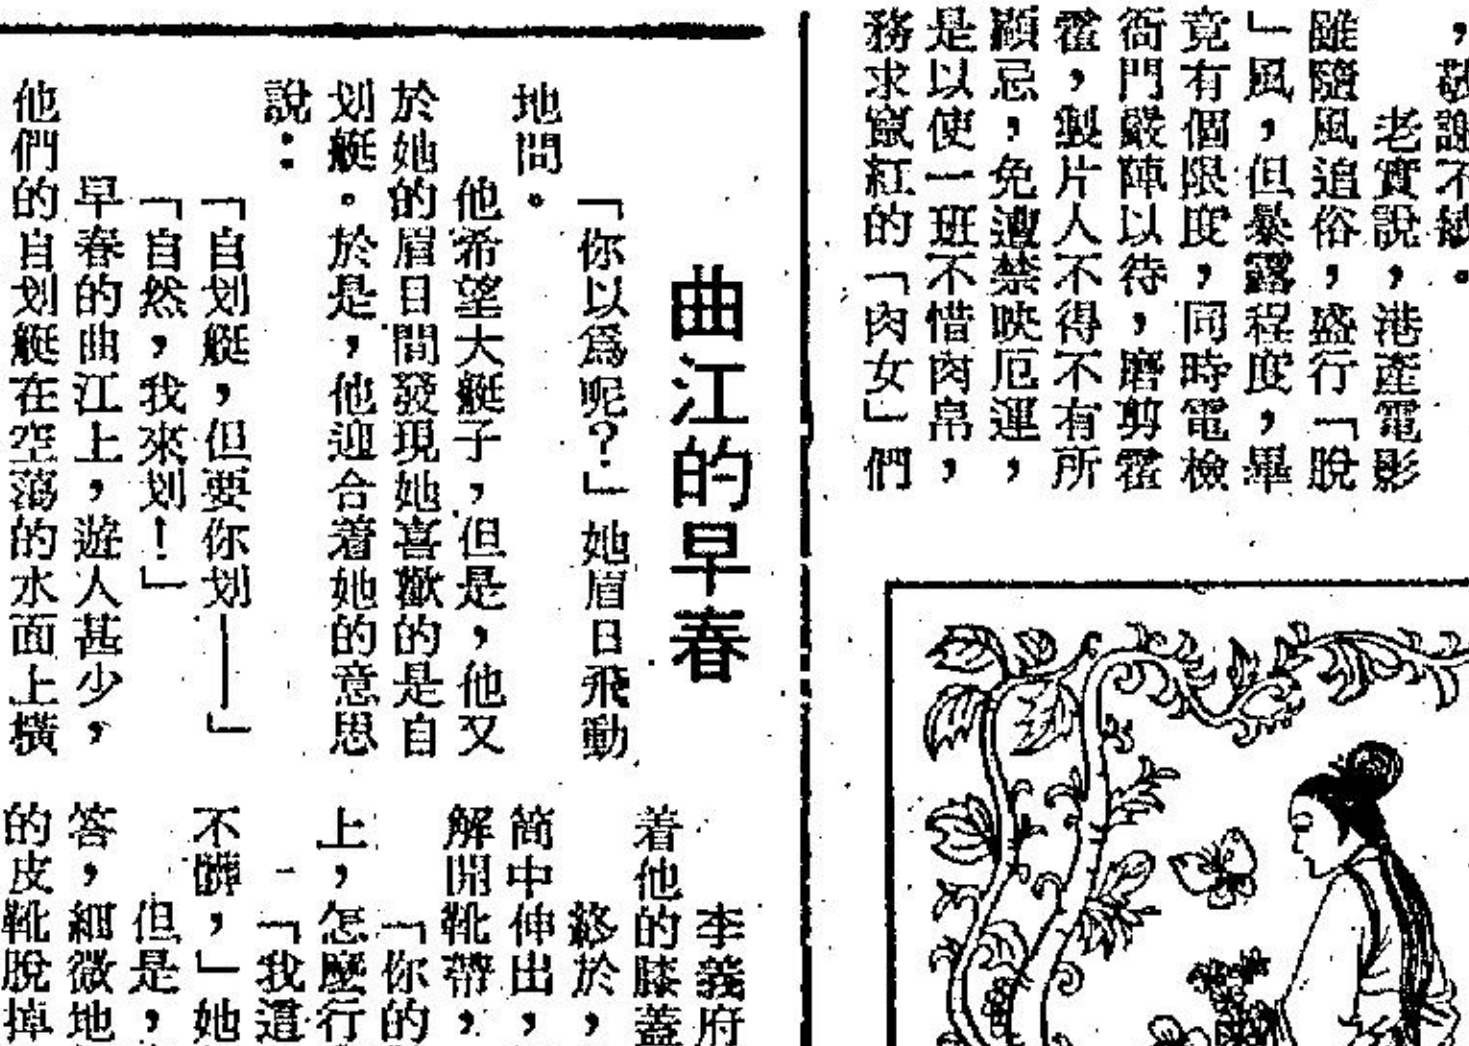 ，敬謝不
老實說，港產電影
雖隨風追俗，盛行「脫
」風，但暴露程度，畢
竟有個限度，同時電檢
衙門嚴陣以待，磨剪霍
霍，製片人不得不有所
顧忌，免遭禁映厄運，
是以使一班不惜肉帛，
務求竄紅的「肉女」們
曲江的早春
「你以爲呢？」她眉目飛動
地問。
他希望大艇子，但是，他又
於她的眉目間發現她喜歡的是自
划艇。於是，他迎合着她的意思
說：
「自划艇，但要你划——」
「自然，我來划！」
早春的曲江上，遊人甚少，
他們的自划艇在空蕩的水面上橫
李義府
着他的膝蓋
終於，
筒中伸出，
解開靴帶，
「你的
上，怎麼行
「我這
不髒，」她
但是，
答，細微地
的皮靴脫掉